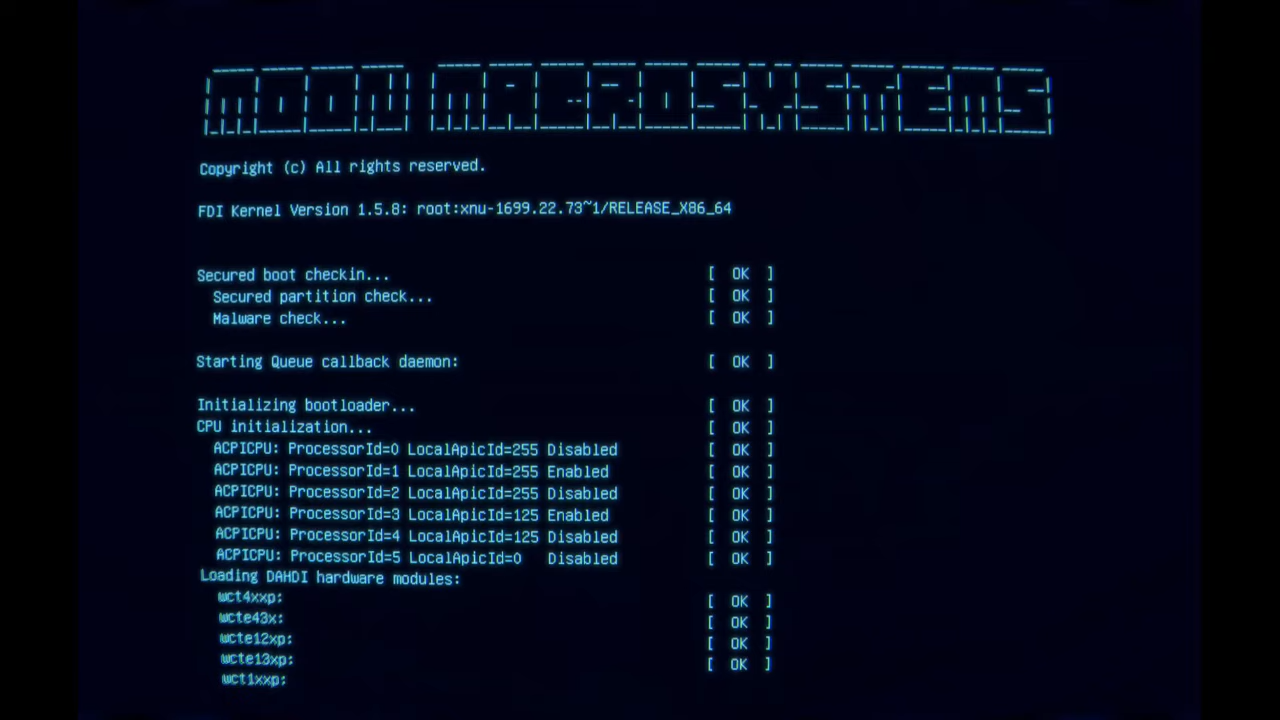 MOON MACROSYSTEMS
Copyright (c) All rights reserved.
FDI Kernel Version 1.5.8: root:xnu-1699.22.73~1/RELEASE_X86_64
Secured boot checkin... [ OK ]
Secured partition check... [ OK ]
Malware check... [ OK ]
Starting Queue callback daemon: [ OK ]
Initializing bootloader... [ OK ]
CPU initialization... [ OK ]
ACPICPU: ProcessorId=0 LocalApicId=255 Disabled [ OK ]
ACPICPU: ProcessorId=1 LocalApicId=255 Enabled [ OK ]
ACPICPU: ProcessorId=2 LocalApicId=255 Disabled [ OK ]
ACPICPU: ProcessorId=3 LocalApicId=125 Enabled [ OK ]
ACPICPU: ProcessorId=4 LocalApicId=125 Disabled [ OK ]
ACPICPU: ProcessorId=5 LocalApicId=0 Disabled [ OK ]
Loading DAHDI hardware modules:
wct4xxp: [ OK ]
wcte43x: [ OK ]
wcte12xp: [ OK ]
wcte13xp: [ OK ]
wct1xxp: